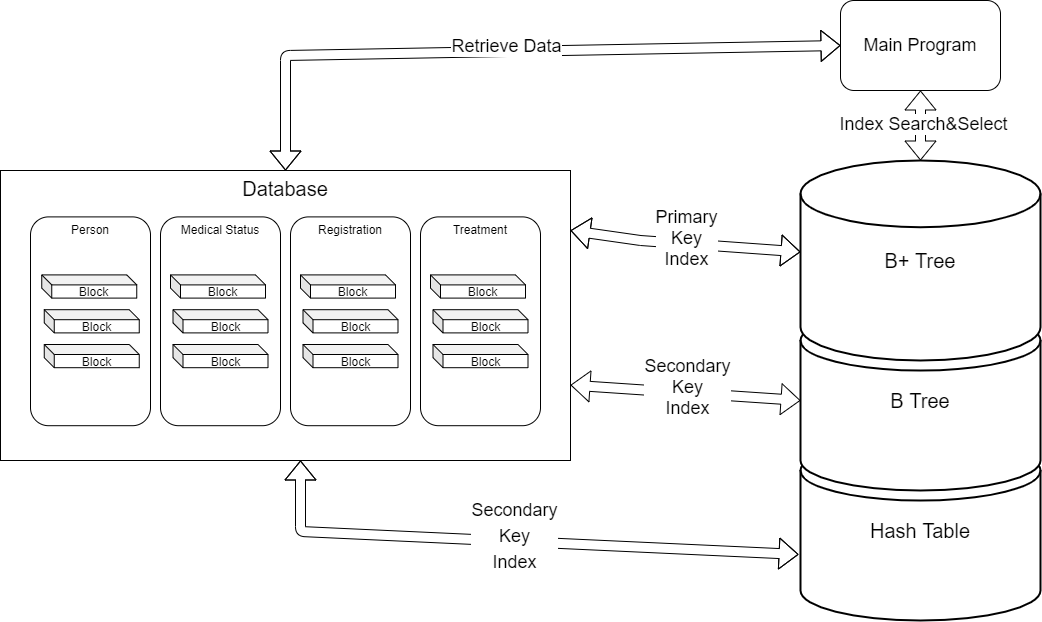 Main Program
Retrieve Data
Index Search&Select
Database
Person
Medical Status
Registration
Treatment
Block
Block
Block
Block
Block
Block
Block
Block
Block
Block
Block
Block
Primary
Key
Index
B+ Tree
Secondary
Key
Index
B Tree
Secondary
Key
Index
Hash Table